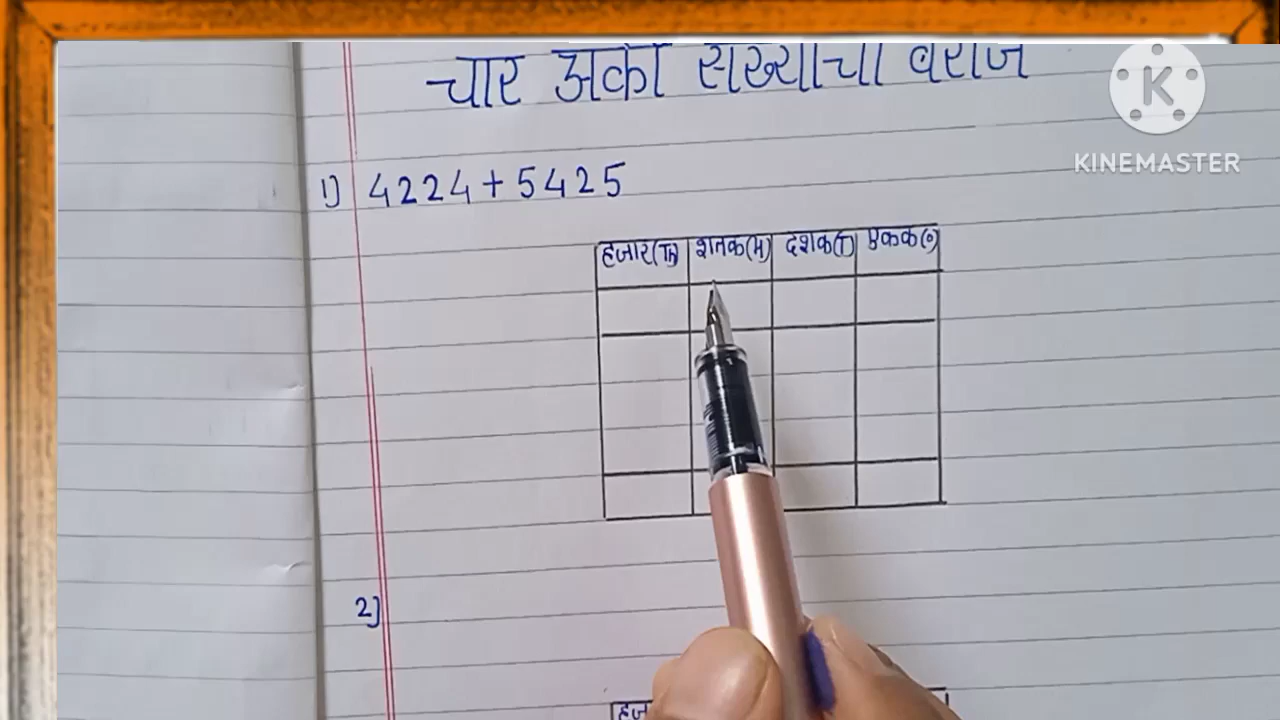 चार अंकी संख्यांची बेरीज
K
KINEMASTER
1) 4224+5425
हजार(Th) शतक(H) दशक(T) एकक(O)
2)